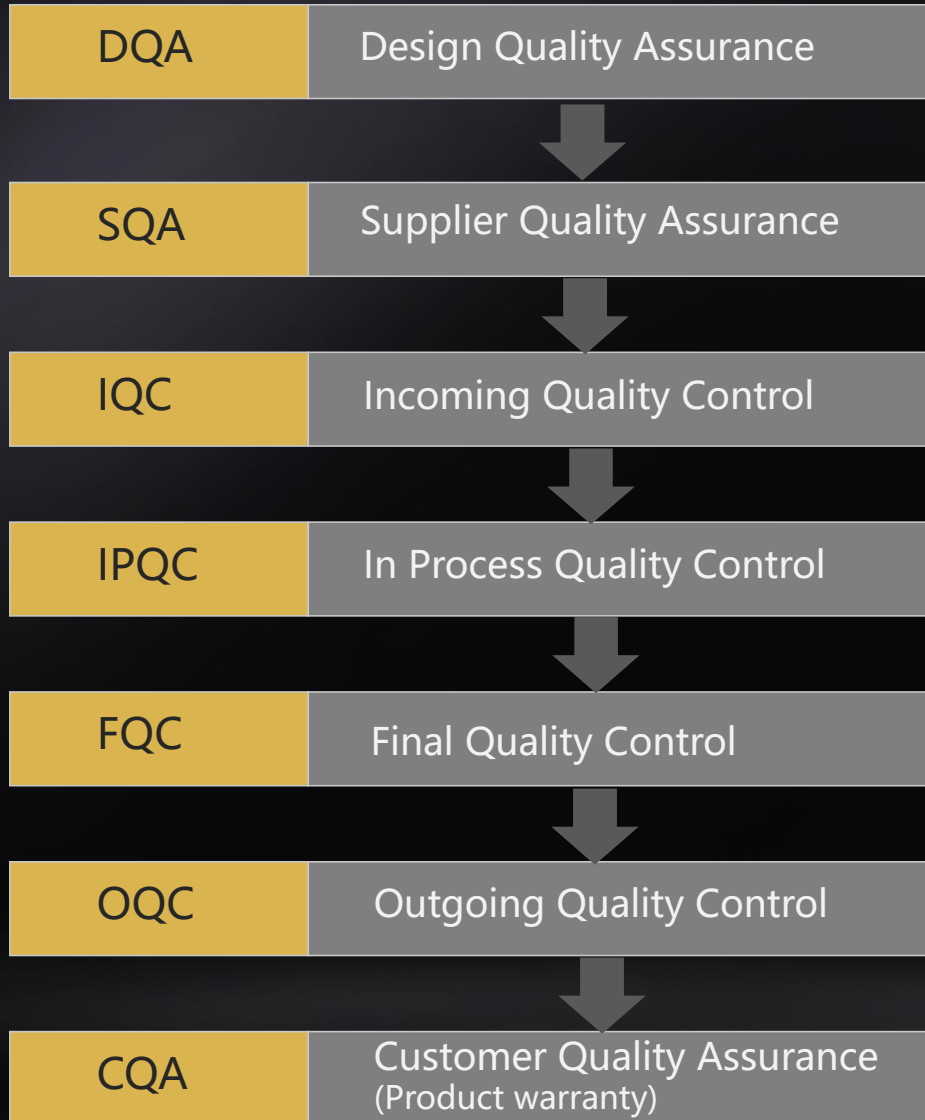 DQA Design Quality Assurance
SQA Supplier Quality Assurance
IQC Incoming Quality Control
IPQC In Process Quality Control
FQC Final Quality Control
OQC Outgoing Quality Control
CQA Customer Quality Assurance
(Product warranty)